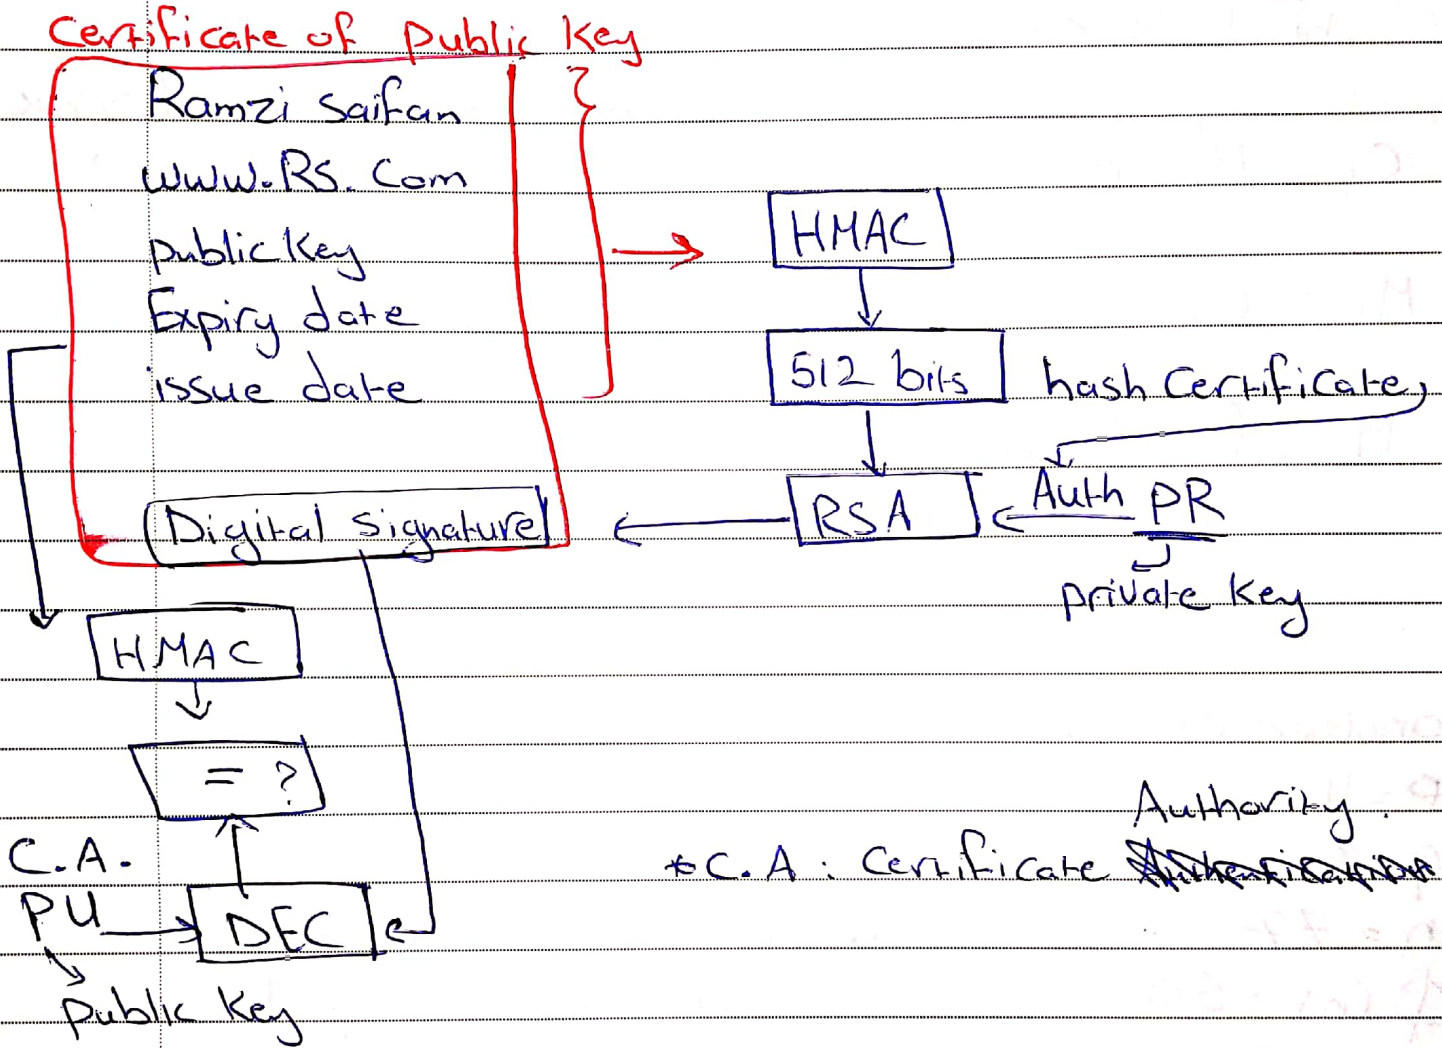 Certificate of Public Key
Ramzi Saifan
www.RS.Com
public Key
Expiry date
issue date
Digital Signature
HMAC
512 bits
hash Certificate,
RSA
Auth PR
private Key
HMAC
= ?
C.A.
PU
DEC
Public Key
Authority.
*C.A : Certificate